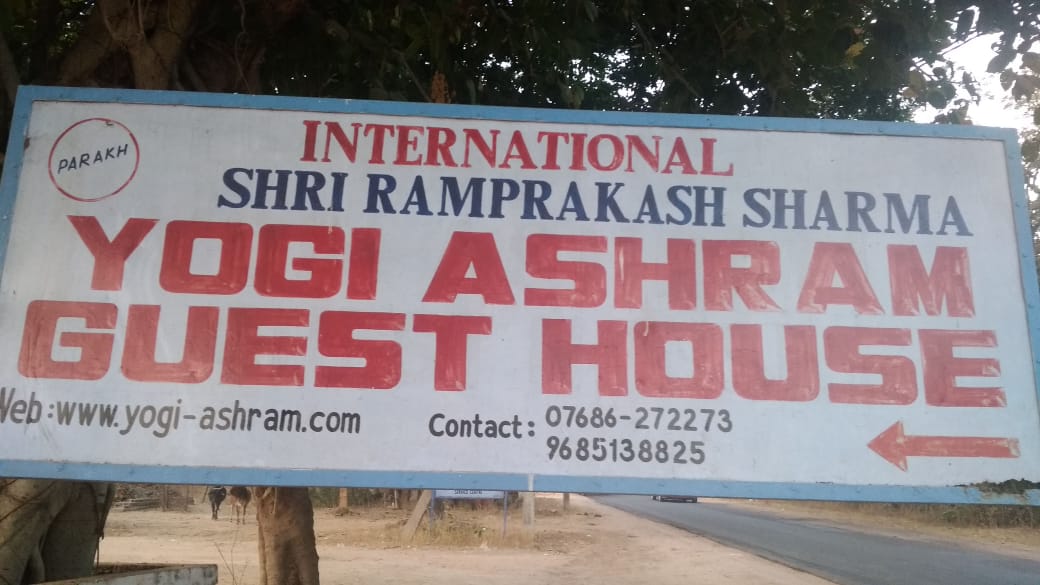 PARAKH
INTERNATIONAL
SHRI RAMPRAKASH SHARMA
YOGI ASHRAM
GUEST HOUSE
Web:www.yogi-ashram.com
Contact: 07686-272273
9685138825